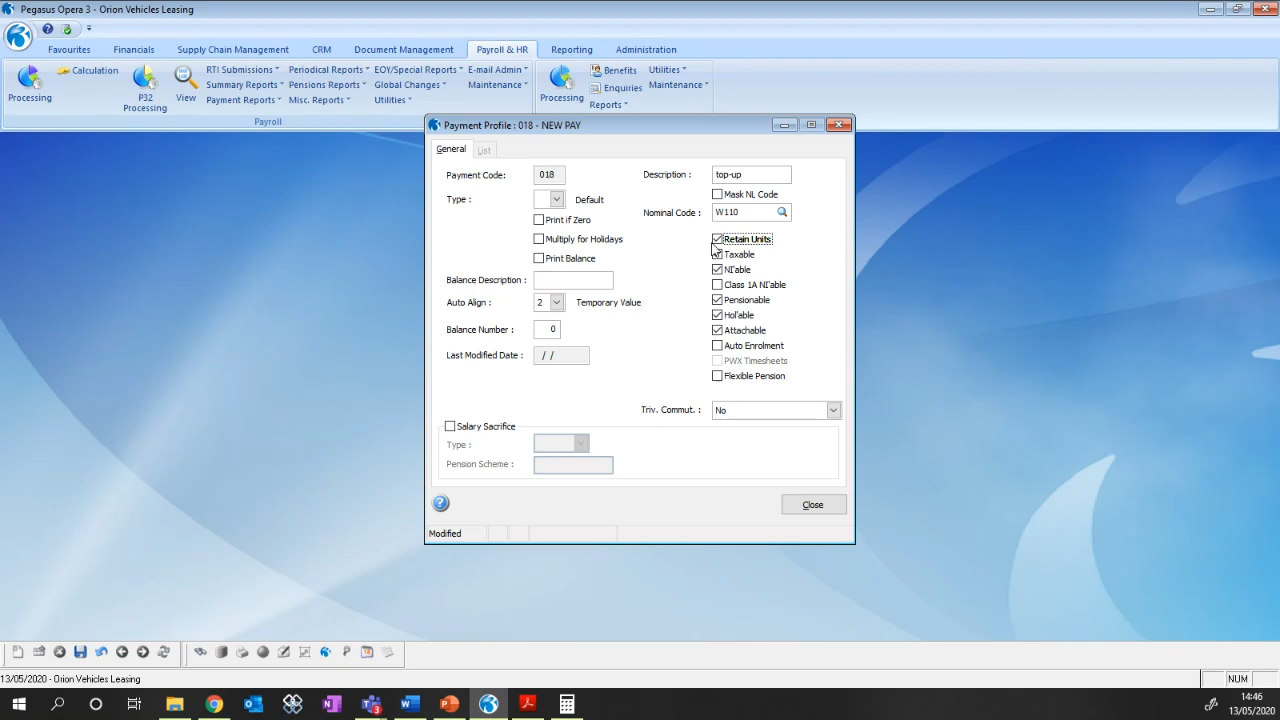 Pegasus Opera 3 - Orion Vehicles Leasing
Favourites Financials Supply Chain Management CRM Document Management Payroll & HR Reporting Administration
Processing
Calculation
P32 Processing
View
RTI Submissions Periodical Reports EOY/Special Reports E-mail Admin
Summary Reports Pensions Reports Global Changes Maintenance
Payment Reports Misc. Reports Utilities
Payroll
Processing
Benefits Utilities
Enquiries Maintenance
Reports
Payment Profile : 018 - NEW PAY
General List
Payment Code: 018 Description : top-up
Mask NL Code
Type : Default
Nominal Code : W110
Print if Zero
Multiply for Holidays Retain Units
Print Balance Taxable
NI'able
Balance Description : Class 1A NI'able
Auto Align : 2 Temporary Value Pensionable
Hol'able
Balance Number : 0 Attachable
Auto Enrolment
Last Modified Date : / / PWX Timesheets
Flexible Pension
Triv. Commut. : No
Salary Sacrifice
Type :
Pension Scheme :
Close
Modified
13/05/2020 - Orion Vehicles Leasing NUM
14:46
13/05/2020